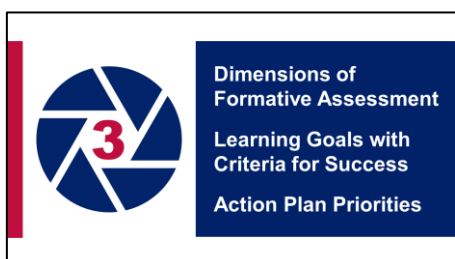 3
Dimensions of
Formative Assessment
Learning Goals with
Criteria for Success
Action Plan Priorities